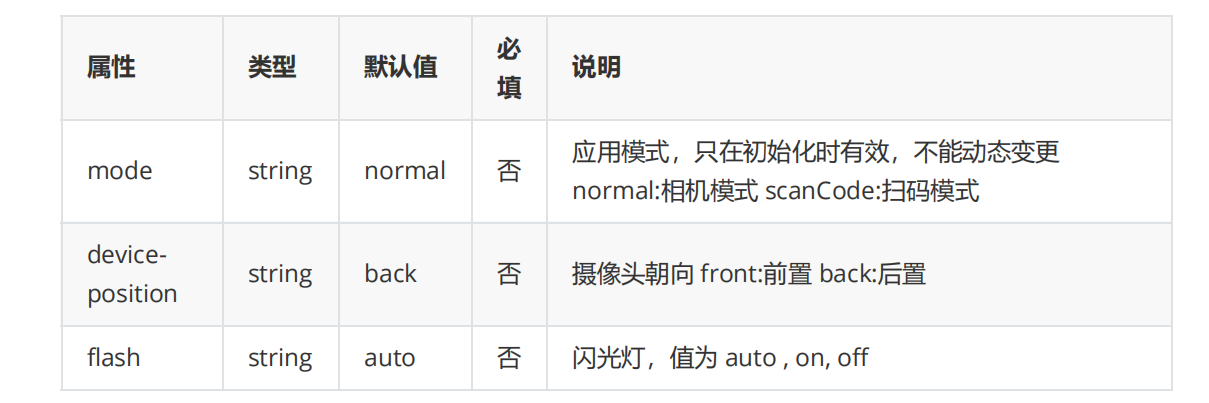 属性 类型 默认值 必填 说明
mode string normal 否 应用模式，只在初始化时有效，不能动态变更
normal:相机模式 scanCode:扫码模式
device-position string back 否 摄像头朝向 front:前置 back:后置
flash string auto 否 闪光灯，值为 auto , on, off